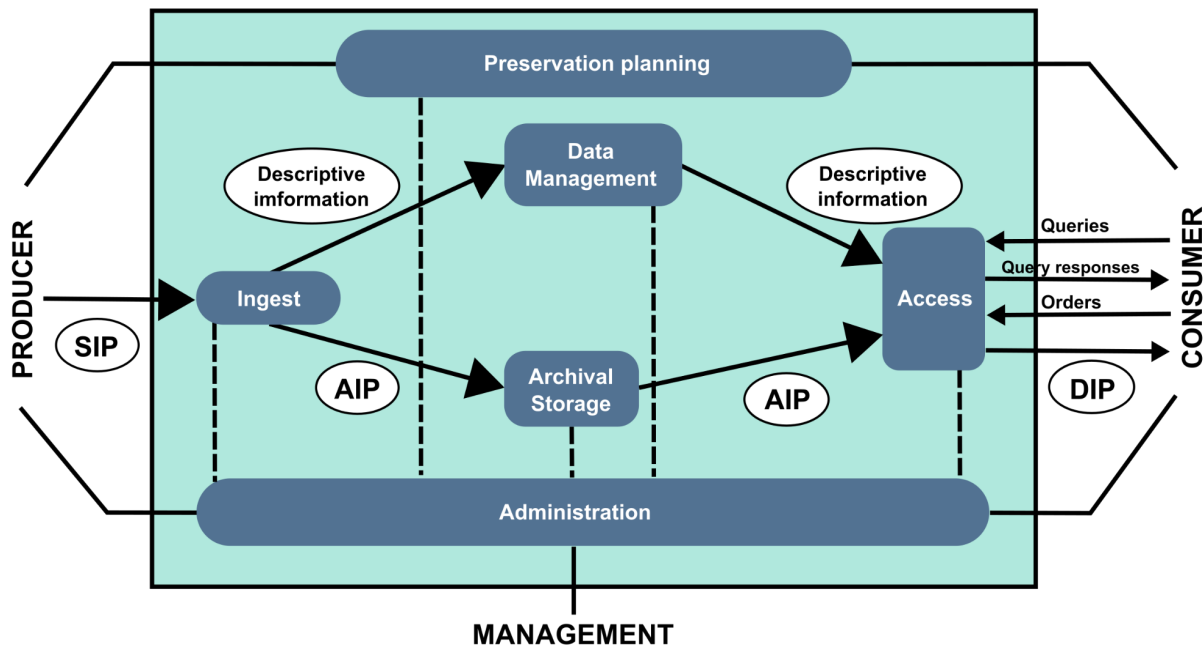 Preservation planning
Data
Management
Descriptive
imformation
Descriptive
information
PRODUCER
SIP
Ingest
AIP
Archival
Storage
AIP
Access
Queries
Query responses
Orders
DIP
CONSUMER
Administration
MANAGEMENT